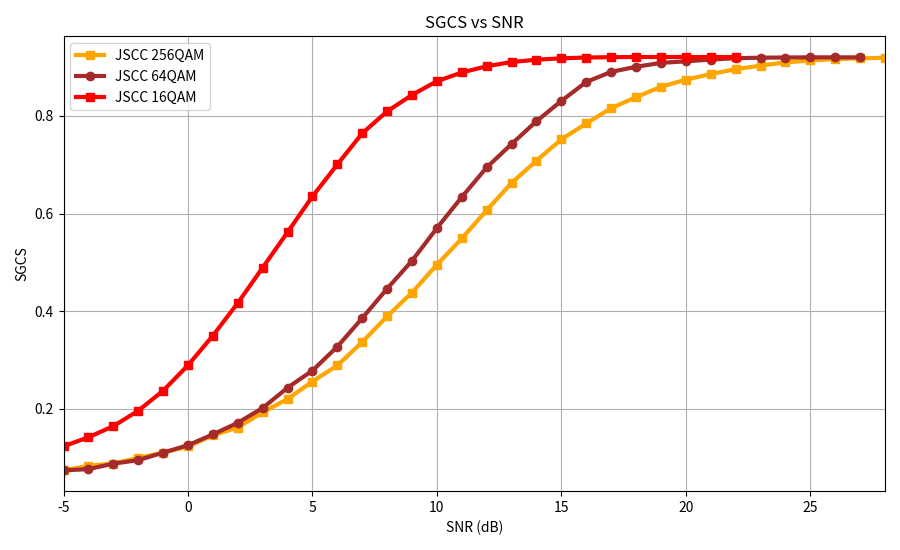 SGCS vs SNR
JSCC 256QAM
JSCC 64QAM
JSCC 16QAM
SGCS
0.8
0.6
0.4
0.2
-5 0 5 10 15 20 25
SNR (dB)